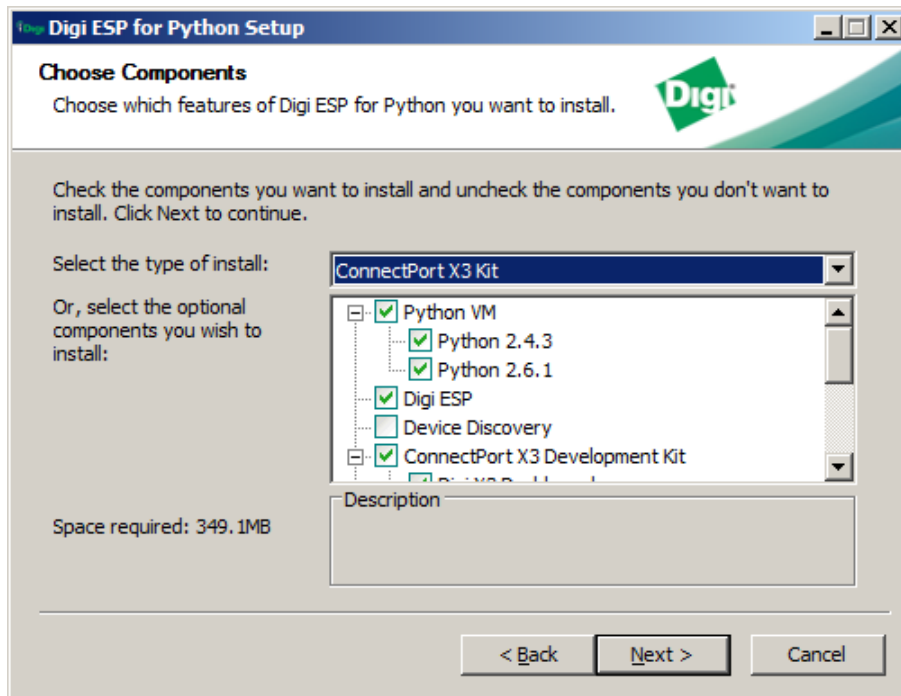 Digi Digi ESP for Python Setup
Choose Components
Choose which features of Digi ESP for Python you want to install.
Digi
Check the components you want to install and uncheck the components you don't want to
install. Click Next to continue.
Select the type of install:
ConnectPort X3 Kit
Or, select the optional
components you wish to
install:
Python VM
Python 2.4.3
Python 2.6.1
Digi ESP
Device Discovery
ConnectPort X3 Development Kit
Space required: 349.1MB
Description
< Back
Next >
Cancel